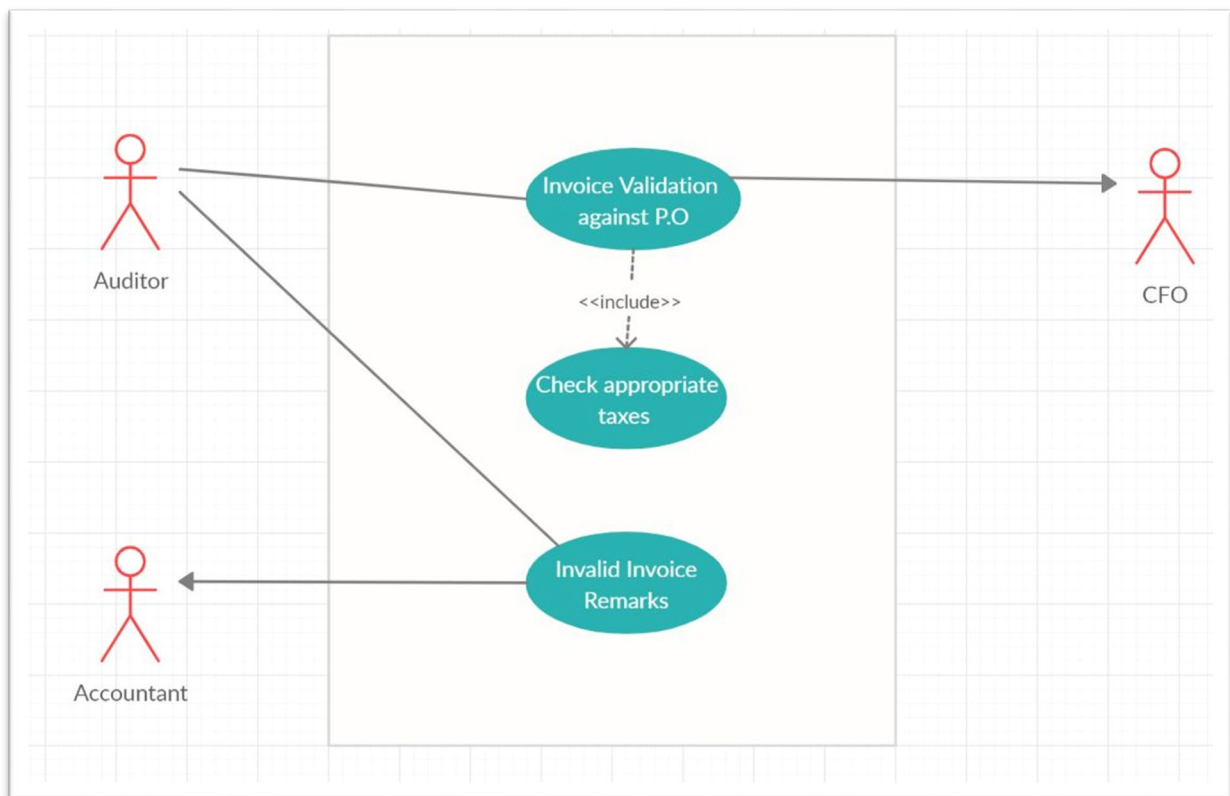 Invoice Validation
against P.O
Auditor
CFO
<<include>>
Check appropriate
taxes
Invalid Invoice
Remarks
Accountant